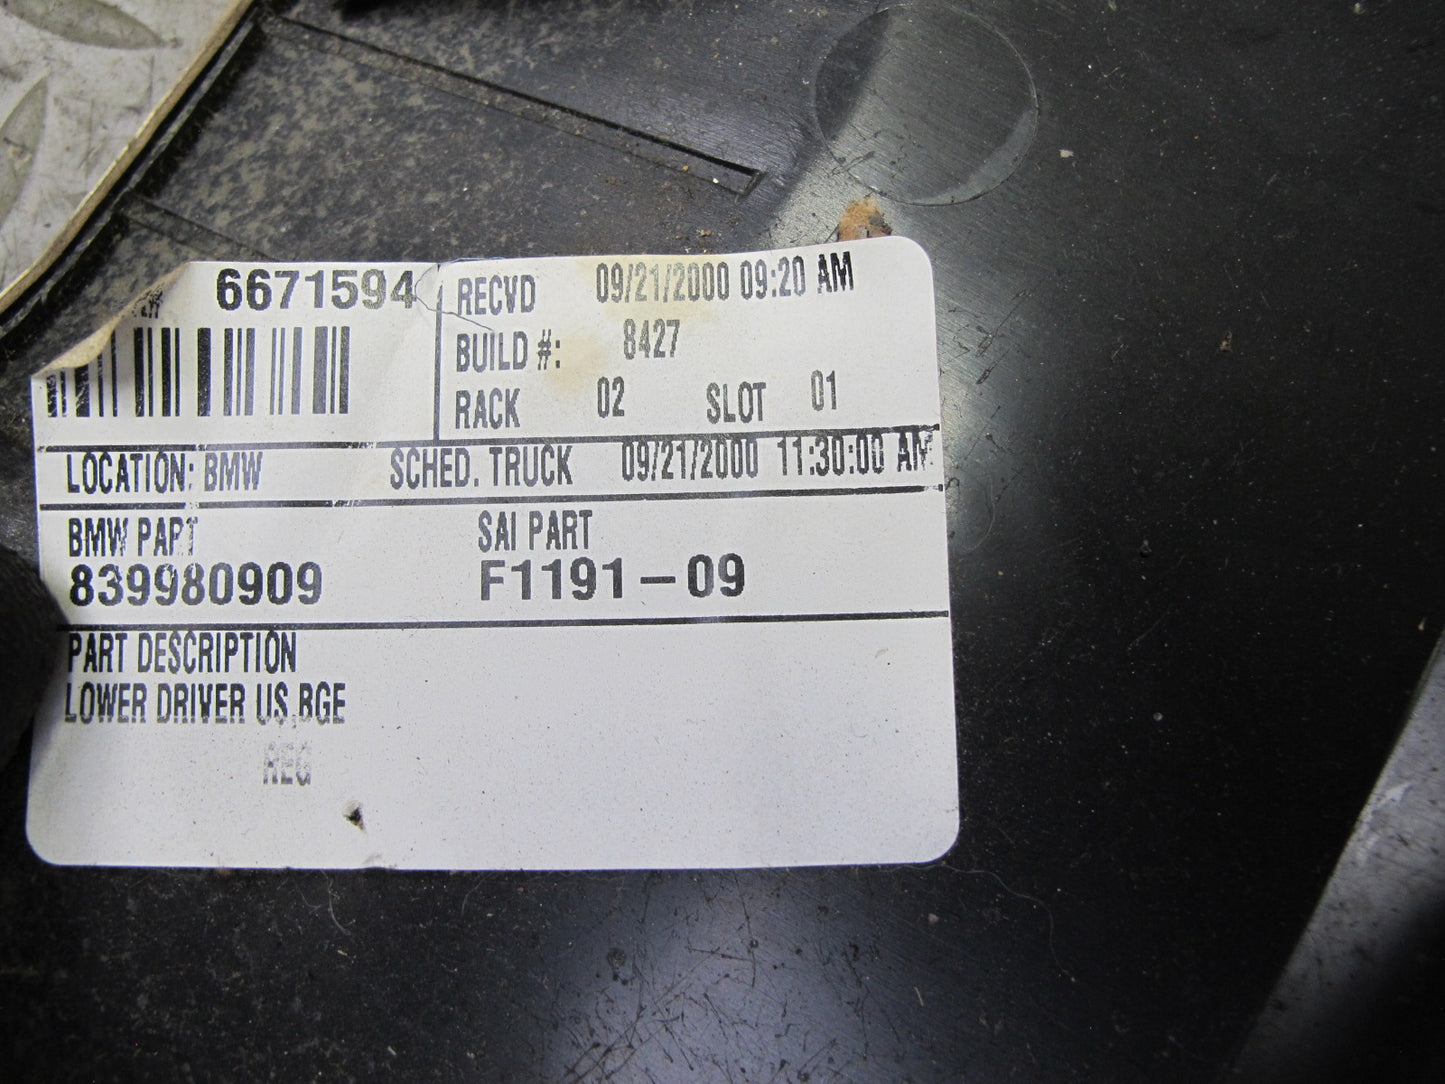 6671594
RECVD 09/21/2000 09:20 AM
BUILD #: 8427
RACK 02 SLOT 01
LOCATION: BMW SCHED. TRUCK 09/21/2000 11:30:00 AM
BMW PART SAI PART
839980909 F1191-09
PART DESCRIPTION
LOWER DRIVER US,BGE
REG